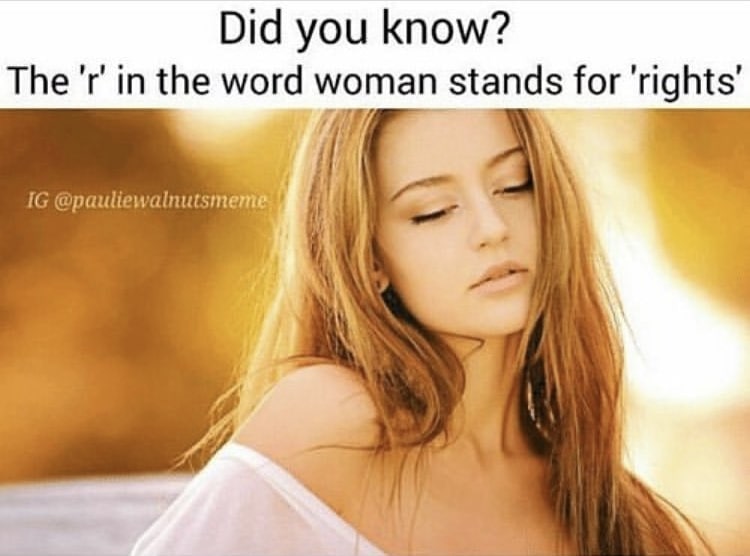 Did you know?
The 'r' in the word woman stands for 'rights'
IG @pauliewalnutsmeme